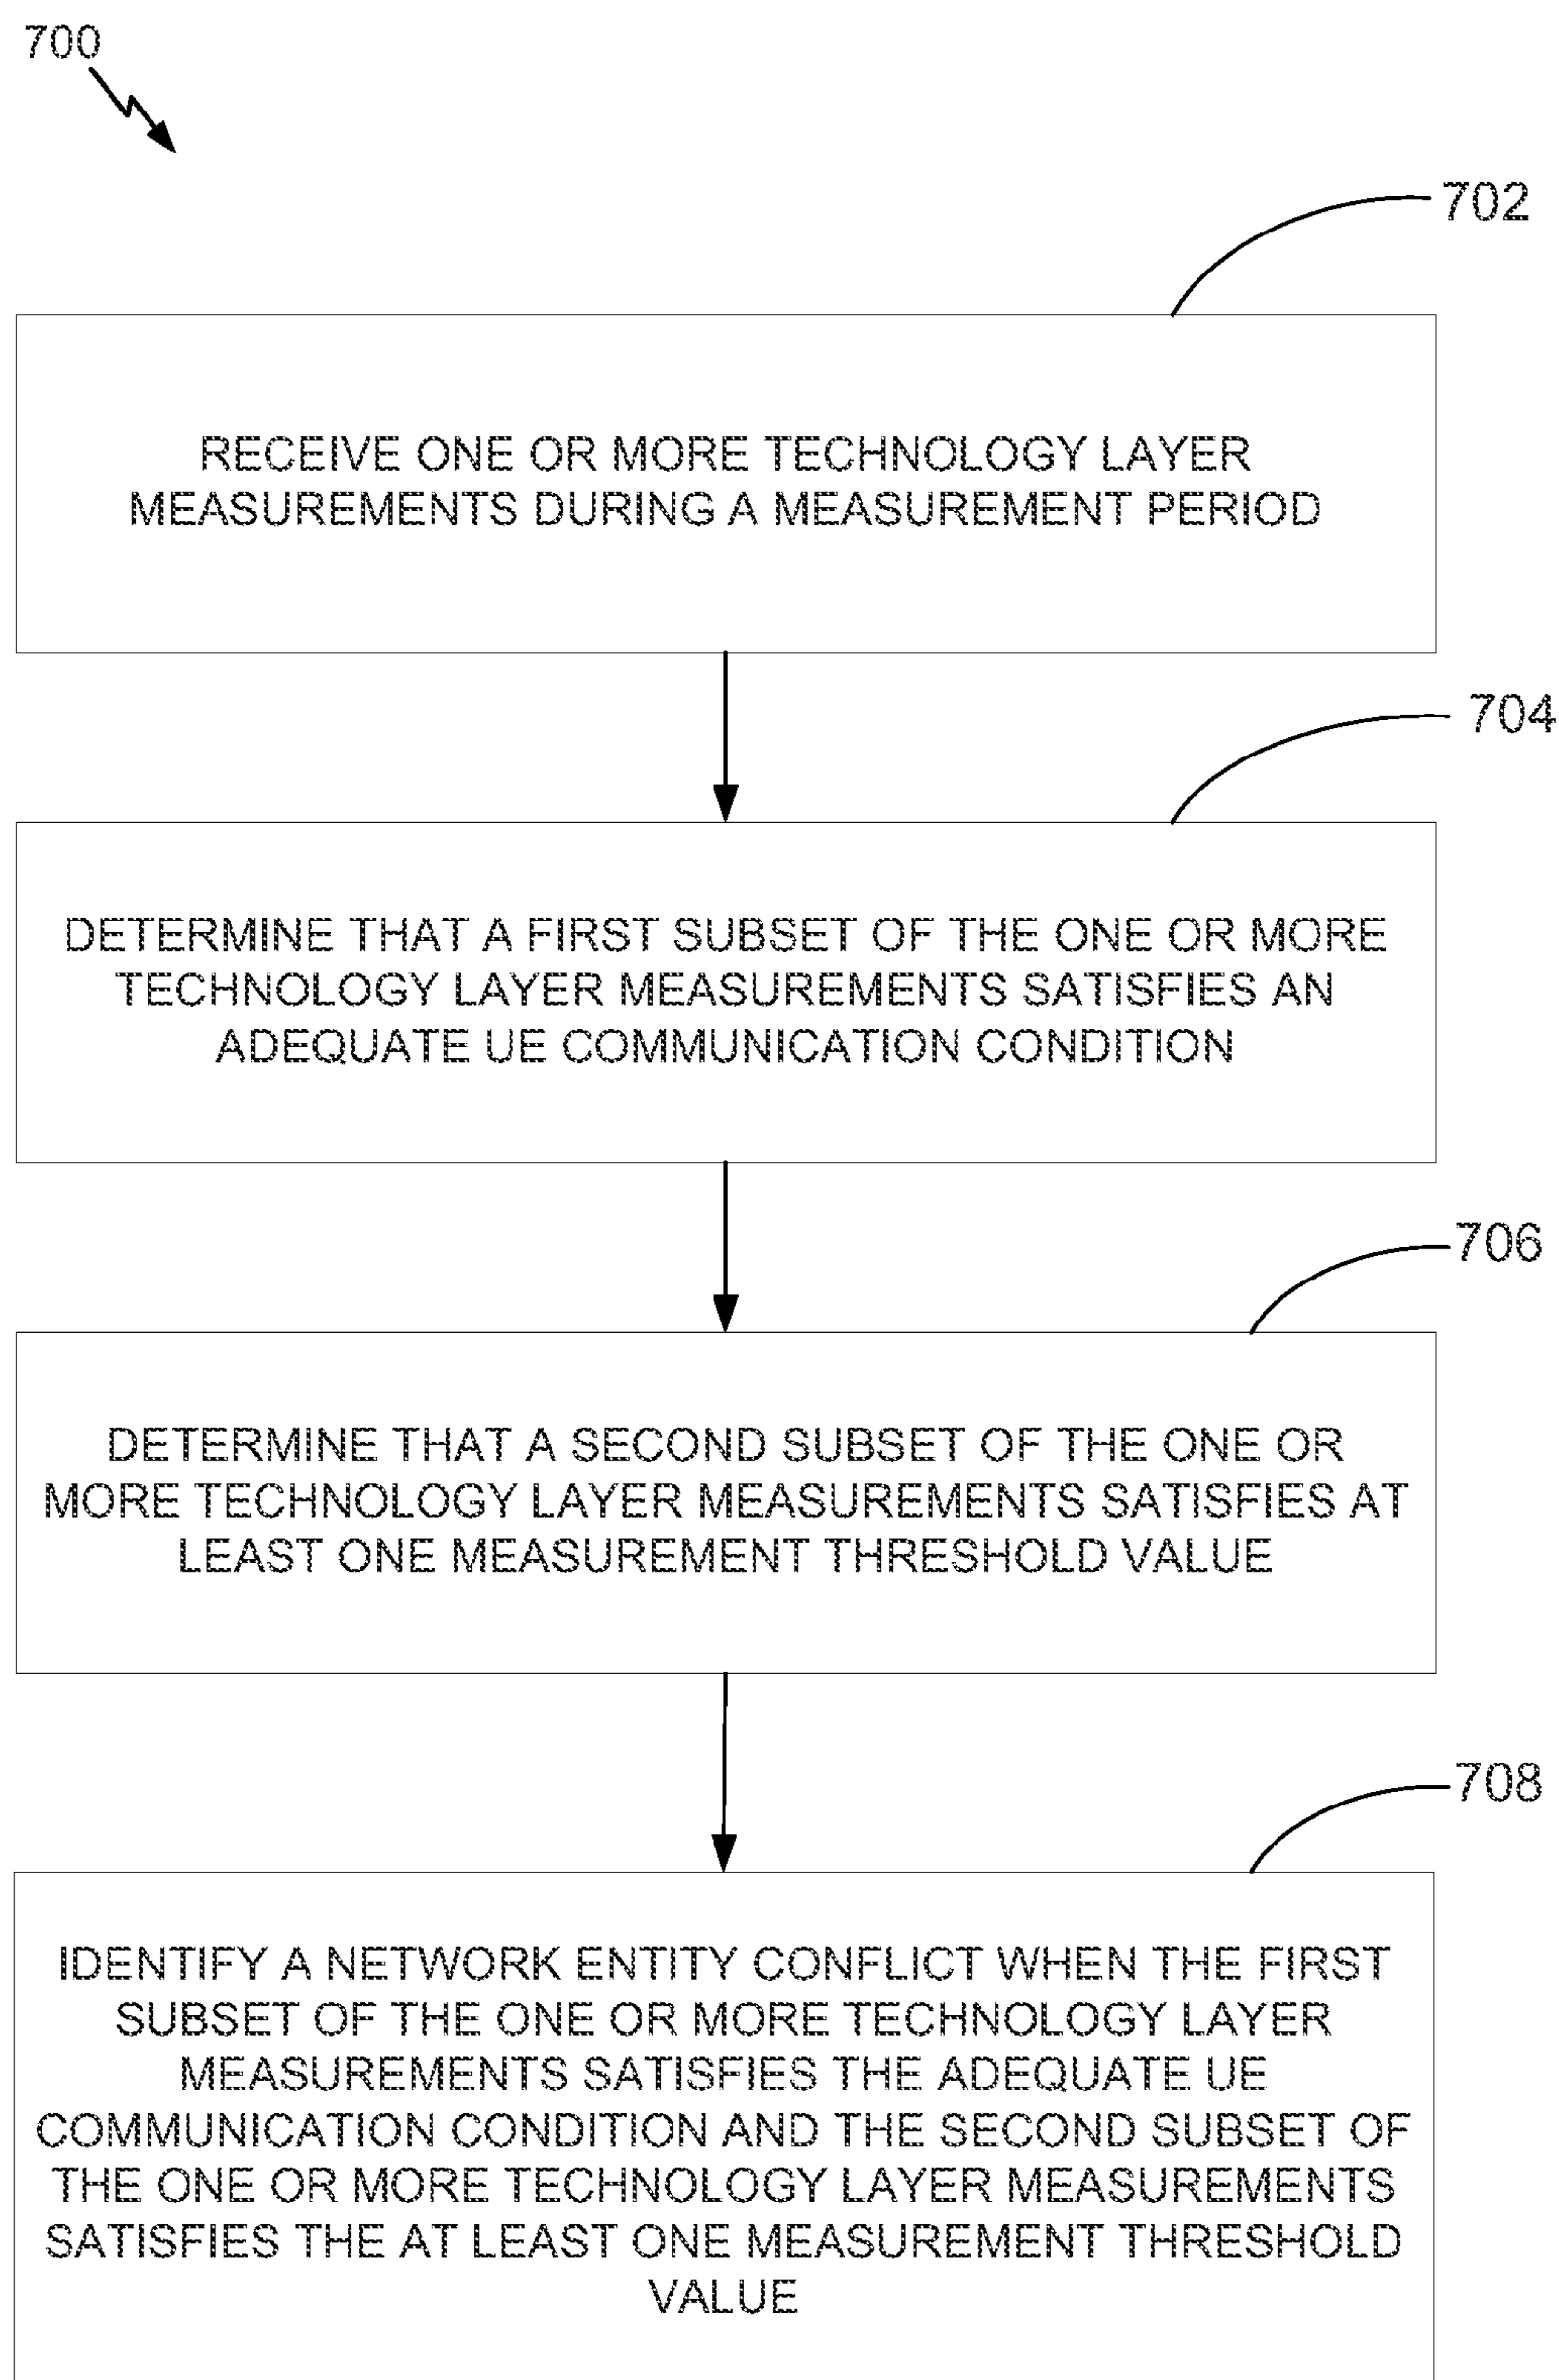 700
702
RECEIVE ONE OR MORE TECHNOLOGY LAYER
MEASUREMENTS DURING A MEASUREMENT PERIOD
704
DETERMINE THAT A FIRST SUBSET OF THE ONE OR MORE
TECHNOLOGY LAYER MEASUREMENTS SATISFIES AN
ADEQUATE UE COMMUNICATION CONDITION
706
DETERMINE THAT A SECOND SUBSET OF THE ONE OR
MORE TECHNOLOGY LAYER MEASUREMENTS SATISFIES AT
LEAST ONE MEASUREMENT THRESHOLD VALUE
708
IDENTIFY A NETWORK ENTITY CONFLICT WHEN THE FIRST
SUBSET OF THE ONE OR MORE TECHNOLOGY LAYER
MEASUREMENTS SATISFIES THE ADEQUATE UE
COMMUNICATION CONDITION AND THE SECOND SUBSET OF
THE ONE OR MORE TECHNOLOGY LAYER MEASUREMENTS
SATISFIES THE AT LEAST ONE MEASUREMENT THRESHOLD
VALUE